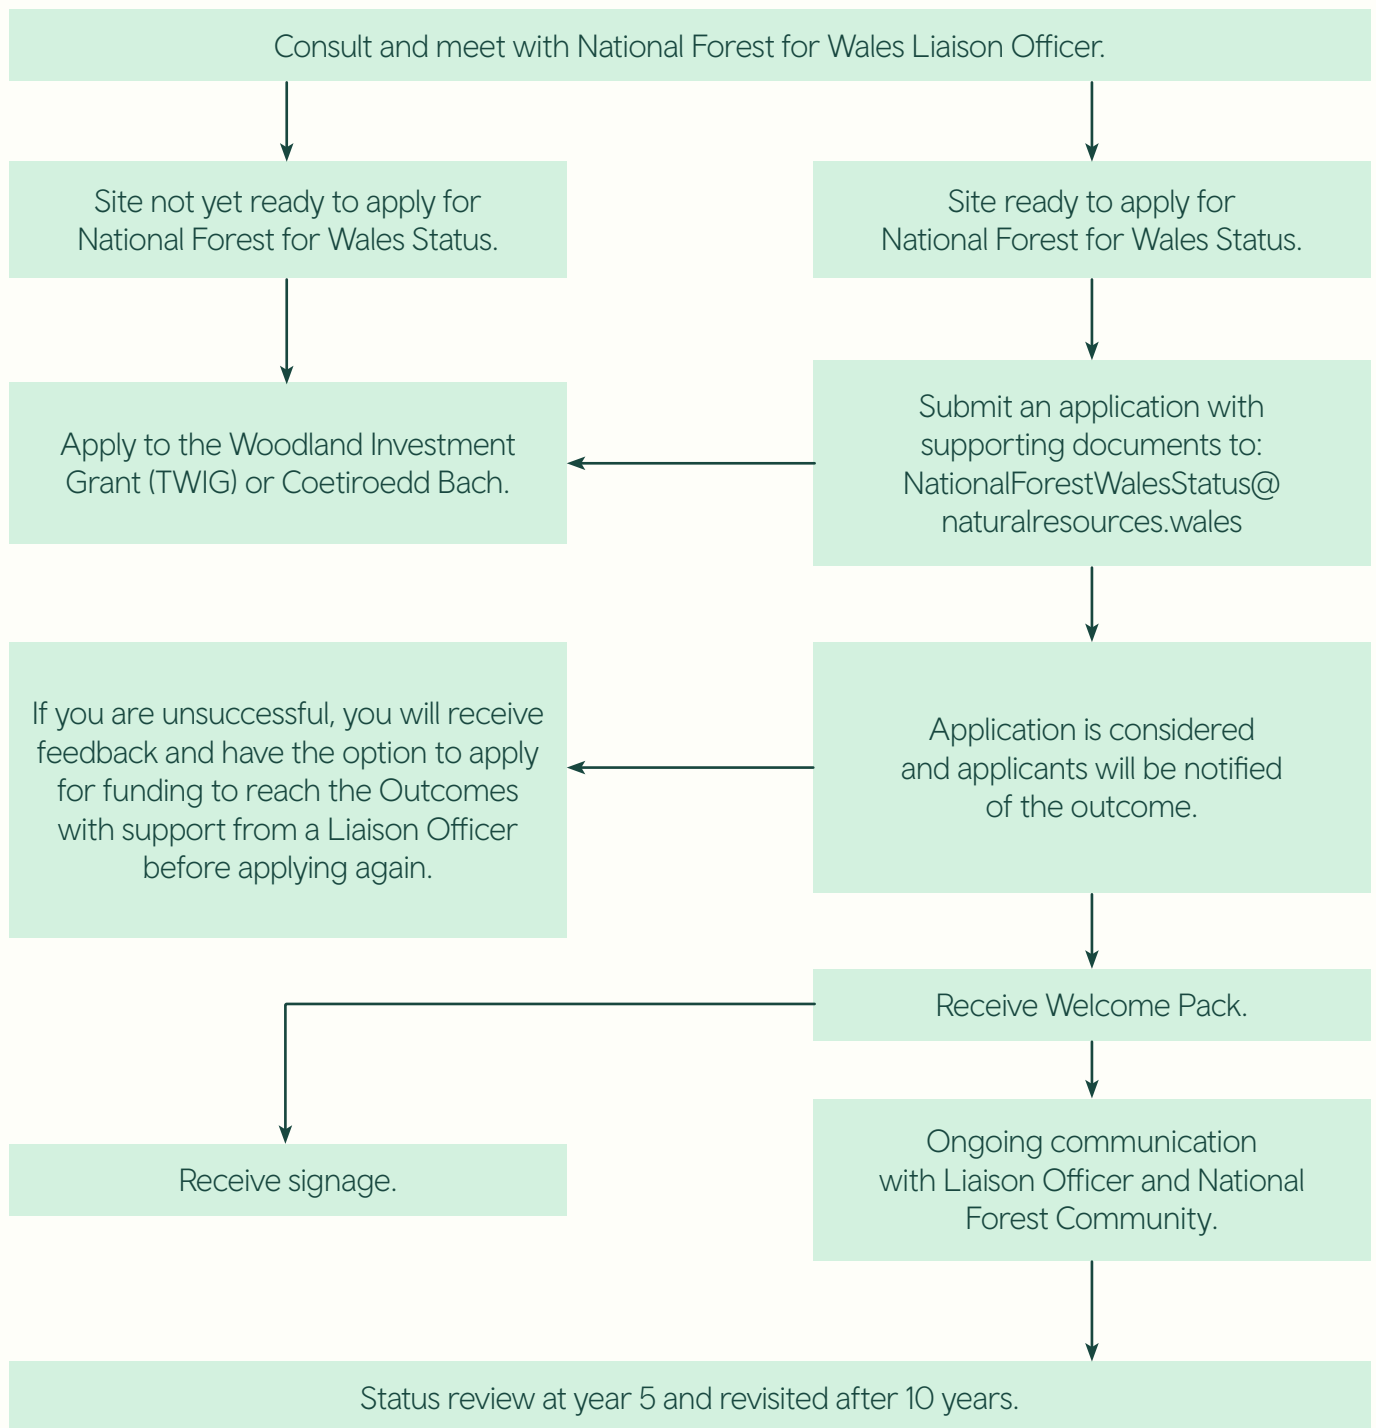 Consult and meet with National Forest for Wales Liaison Officer.
Site not yet ready to apply for
National Forest for Wales Status.
Site ready to apply for
National Forest for Wales Status.
Apply to the Woodland Investment
Grant (TWIG) or Coetiroedd Bach.
Submit an application with
supporting documents to:
NationalForestWalesStatus@
naturalresources.wales
If you are unsuccessful, you will receive
feedback and have the option to apply
for funding to reach the Outcomes
with support from a Liaison Officer
before applying again.
Application is considered
and applicants will be notified
of the outcome.
Receive Welcome Pack.
Receive signage.
Ongoing communication
with Liaison Officer and National
Forest Community.
Status review at year 5 and revisited after 10 years.